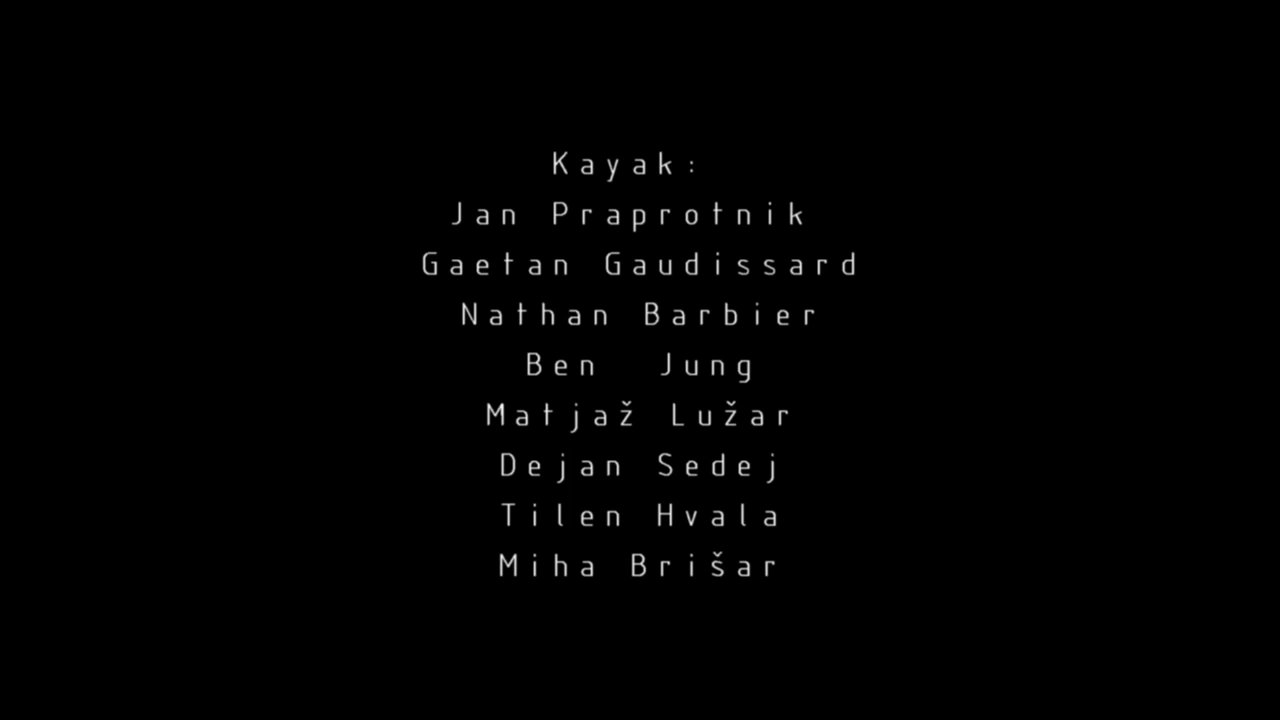 Kayak:
Jan Praprotnik
Gaetan Gaudissard
Nathan Barbier
Ben Jung
Matjaž Lužar
Dejan Sedej
Tilen Hvala
Miha Brišar